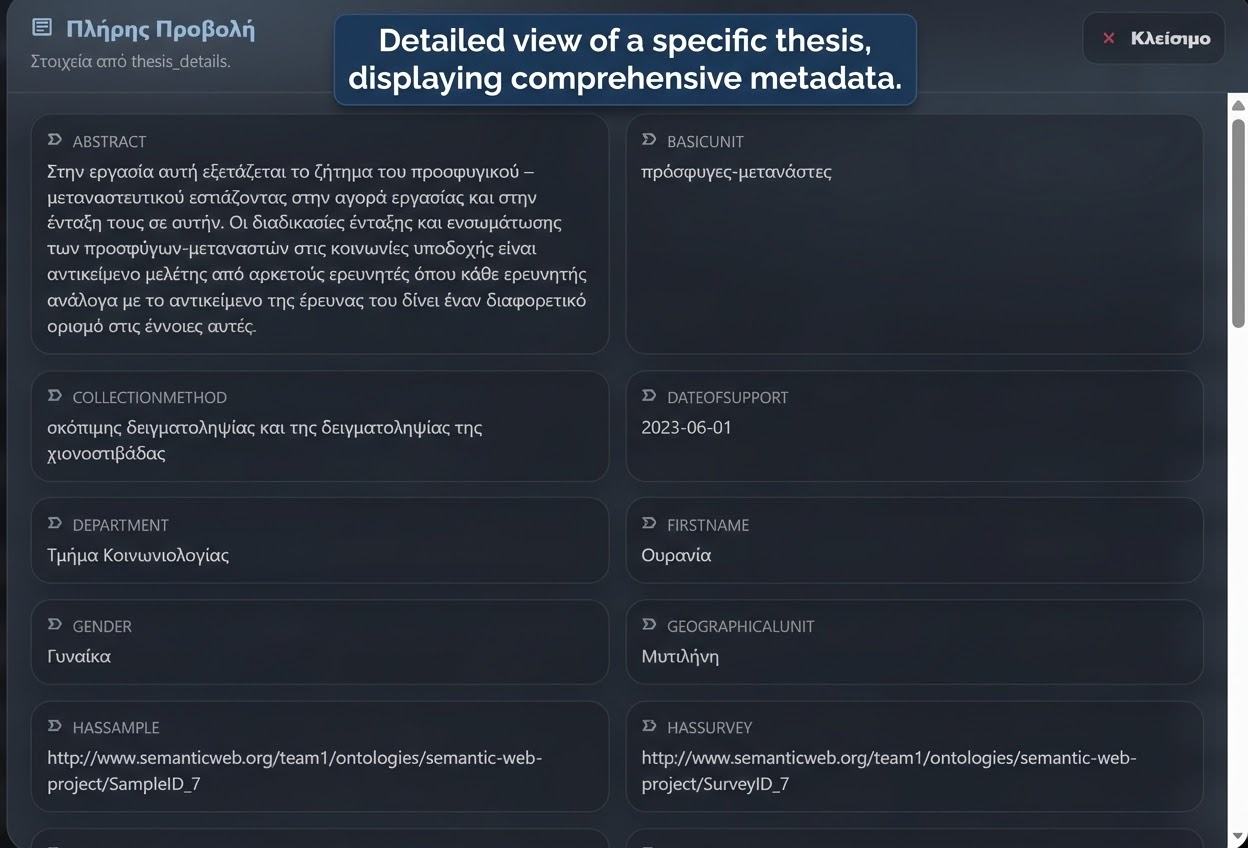 Πλήρης Προβολή
Στοιχεία από thesis_details.
Detailed view of a specific thesis,
displaying comprehensive metadata.
Κλείσιμο
ABSTRACT
Στην εργασία αυτή εξετάζεται το ζήτημα του προσφυγικού –
μεταναστευτικού εστιάζοντας στην αγορά εργασίας και στην
ένταξη τους σε αυτήν. Οι διαδικασίες ένταξης και ενσωμάτωσης
των προσφύγων-μεταναστών στις κοινωνίες υποδοχής είναι
αντικείμενο μελέτης από αρκετούς ερευνητές όπου κάθε ερευνητής
ανάλογα με το αντικείμενο της έρευνας του δίνει έναν διαφορετικό
ορισμό στις έννοιες αυτές.
BASICUNIT
πρόσφυγες-μετανάστες
COLLECTIONMETHOD
σκόπιμης δειγματοληψίας και της δειγματοληψίας της
χιονοστιβάδας
DATEOFSUPPORT
2023-06-01
DEPARTMENT
Τμήμα Κοινωνιολογίας
FIRSTNAME
Ουρανία
GENDER
Γυναίκα
GEOGRAPHICALUNIT
Μυτιλήνη
HASSAMPLE
http://www.semanticweb.org/team1/ontologies/semantic-web-
project/SampleID_7
HASSURVEY
http://www.semanticweb.org/team1/ontologies/semantic-web-
project/SurveyID_7